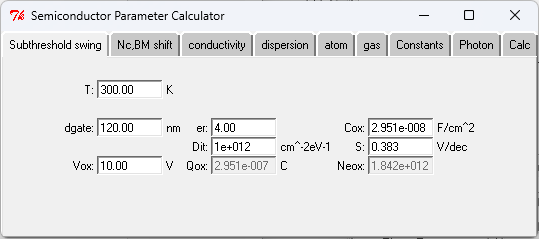 Semiconductor Parameter Calculator
Subthreshold swing Nc,BM shift conductivity dispersion atom gas Constants Photon Calc
T: 300.00 K
dgate: 120.00 nm er: 4.00 Cox: 2.951e-008 F/cm^2
Dit: 1e+012 cm^-2eV-1 S: 0.383 V/dec
Vox: 10.00 V Qox: 2.951e-007 C Neox: 1.842e+012